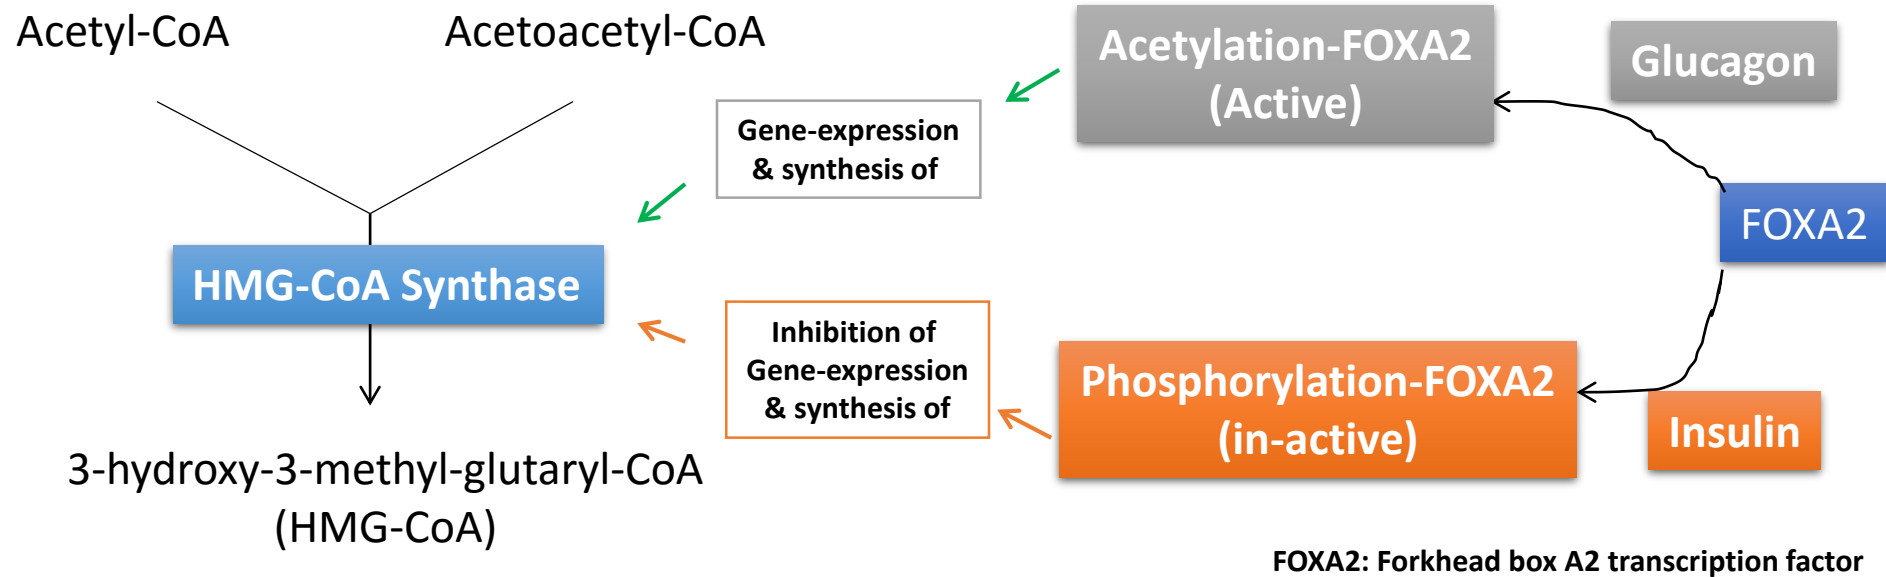 Acetyl-CoA
Acetoacetyl-CoA
Acetylation-FOXA2
(Active)
Glucagon
Gene-expression
& synthesis of
FOXA2
HMG-CoA Synthase
Inhibition of
Gene-expression
& synthesis of
Phosphorylation-FOXA2
(in-active)
Insulin
3-hydroxy-3-methyl-glutaryl-CoA
(HMG-CoA)
FOXA2: Forkhead box A2 transcription factor